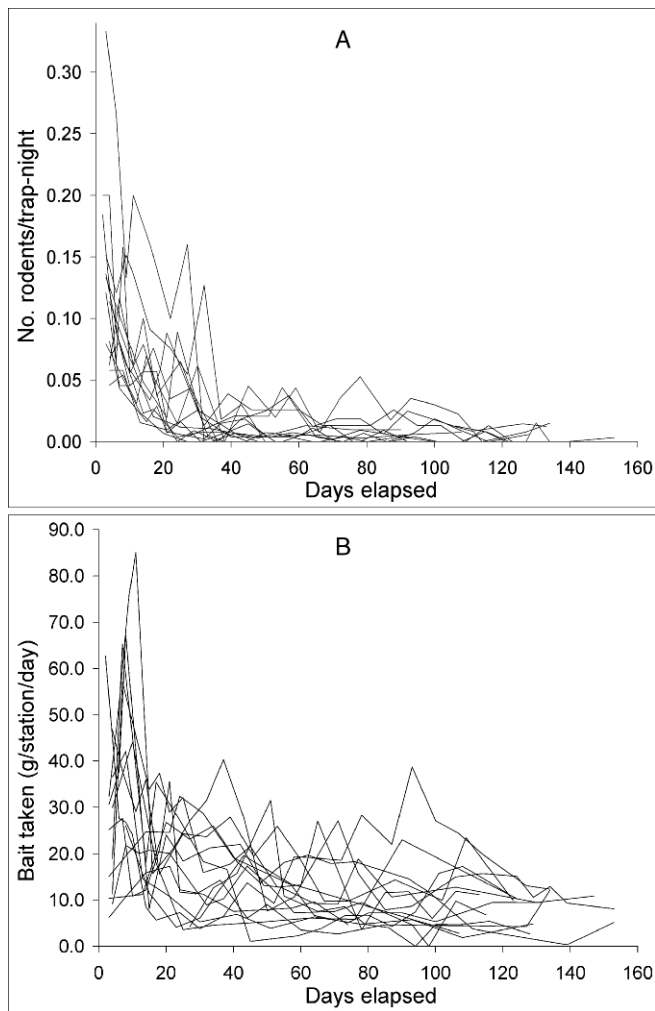 A
No. rodents/trap-night
0.30
0.25
0.20
0.15
0.10
0.05
0.00
0 20 40 60 80 100 120 140 160
Days elapsed
B
Bait taken (g/station/day)
90.0
80.0
70.0
60.0
50.0
40.0
30.0
20.0
10.0
0.0
0 20 40 60 80 100 120 140 160
Days elapsed